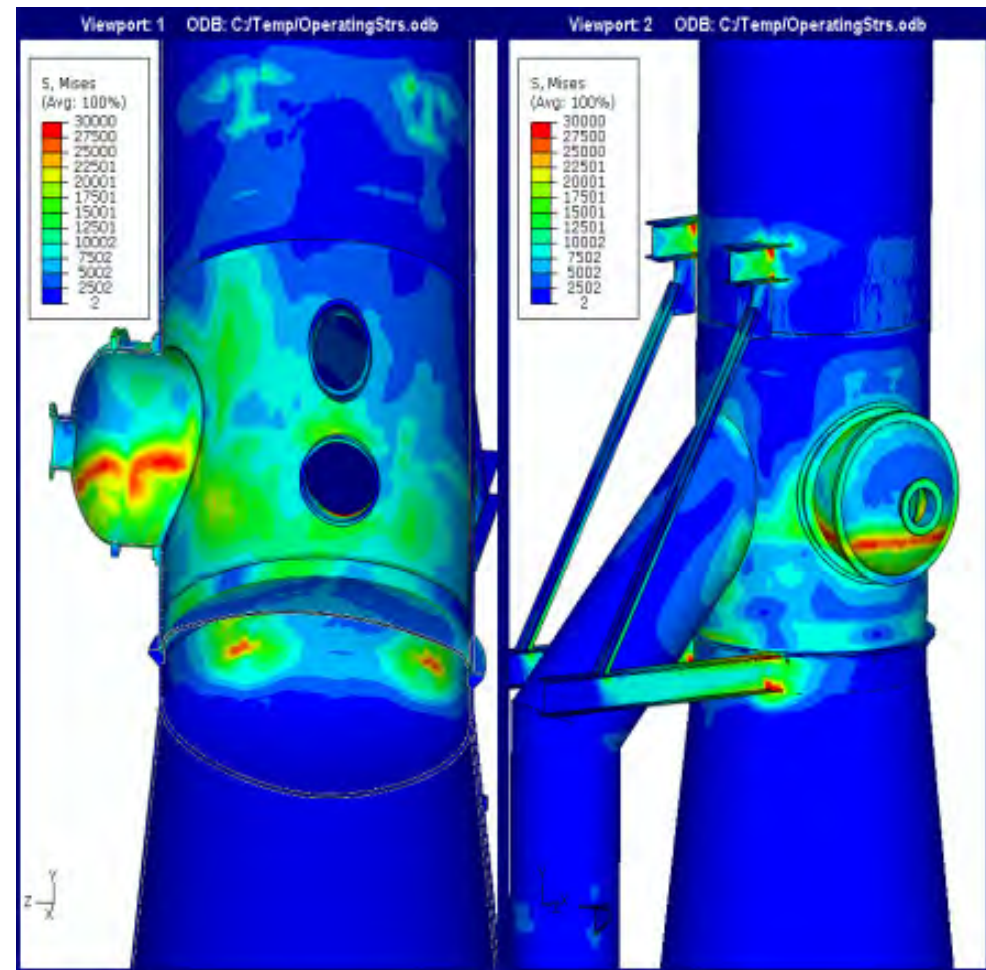 Viewport: 1 ODB: C:/Temp/OperatingStrs.odb
S, Mises
(Avg: 100%)
30000
27500
25000
22501
20001
17501
15001
12501
10002
7502
5002
2502
2
Y
Z
X
Viewport: 2 ODB: C:/Temp/OperatingStrs.odb
S, Mises
(Avg: 100%)
30000
27500
25000
22501
20001
17501
15001
12501
10002
7502
5002
2502
2
Y
X